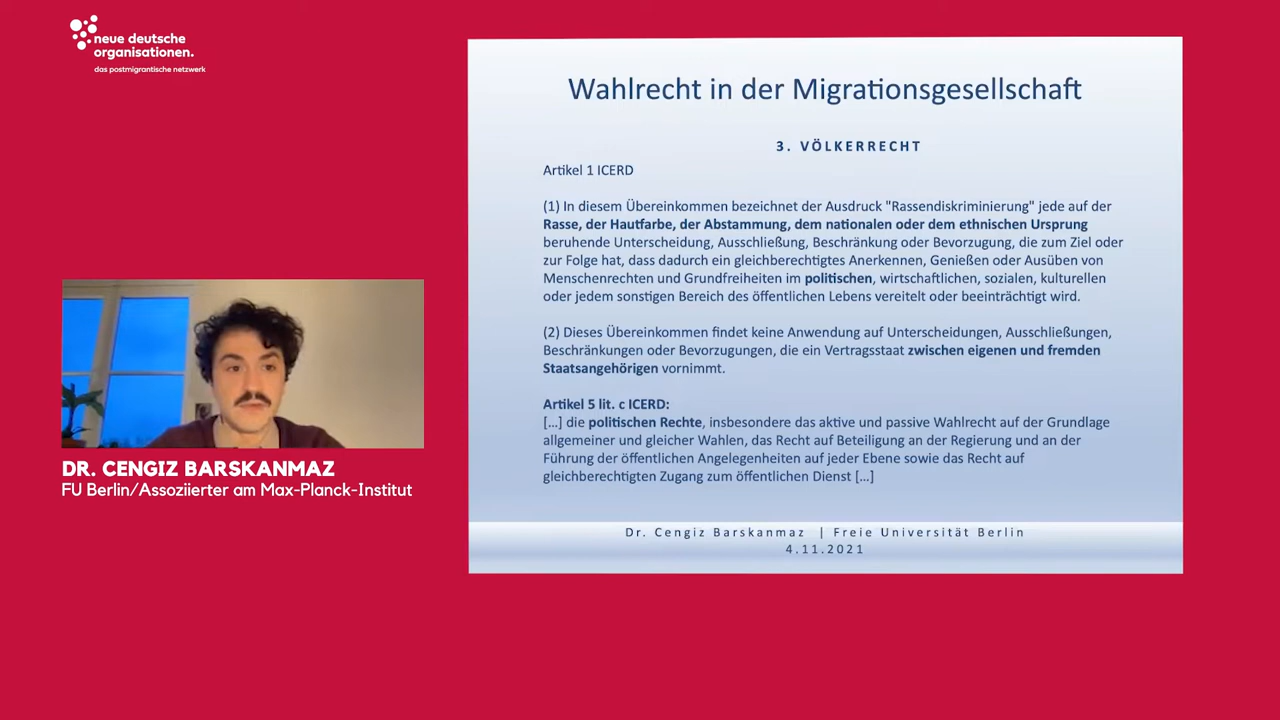 neue deutsche
organisationen.
das postmigrantische netzwerk
Wahlrecht in der Migrationsgesellschaft
3. VÖLKERRECHT
Artikel 1 ICERD
(1) In diesem Übereinkommen bezeichnet der Ausdruck "Rassendiskriminierung" jede auf der
Rasse, der Hautfarbe, der Abstammung, dem nationalen oder dem ethnischen Ursprung
beruhende Unterscheidung, Ausschließung, Beschränkung oder Bevorzugung, die zum Ziel oder
zur Folge hat, dass dadurch ein gleichberechtigtes Anerkennen, Genießen oder Ausüben von
Menschenrechten und Grundfreiheiten im politischen, wirtschaftlichen, sozialen, kulturellen
oder jedem sonstigen Bereich des öffentlichen Lebens vereitelt oder beeinträchtigt wird.
(2) Dieses Übereinkommen findet keine Anwendung auf Unterscheidungen, Ausschließungen,
Beschränkungen oder Bevorzugungen, die ein Vertragsstaat zwischen eigenen und fremden
Staatsangehörigen vornimmt.
Artikel 5 lit. c ICERD:
[...] die politischen Rechte, insbesondere das aktive und passive Wahlrecht auf der Grundlage
allgemeiner und gleicher Wahlen, das Recht auf Beteiligung an der Regierung und an der
Führung der öffentlichen Angelegenheiten auf jeder Ebene sowie das Recht auf
gleichberechtigten Zugang zum öffentlichen Dienst [...]
Dr. Cengiz Barskanmaz | Freie Universität Berlin
4.11.2021
DR. CENGIZ BARSKANMAZ
FU Berlin/Assoziierter am Max-Planck-Institut